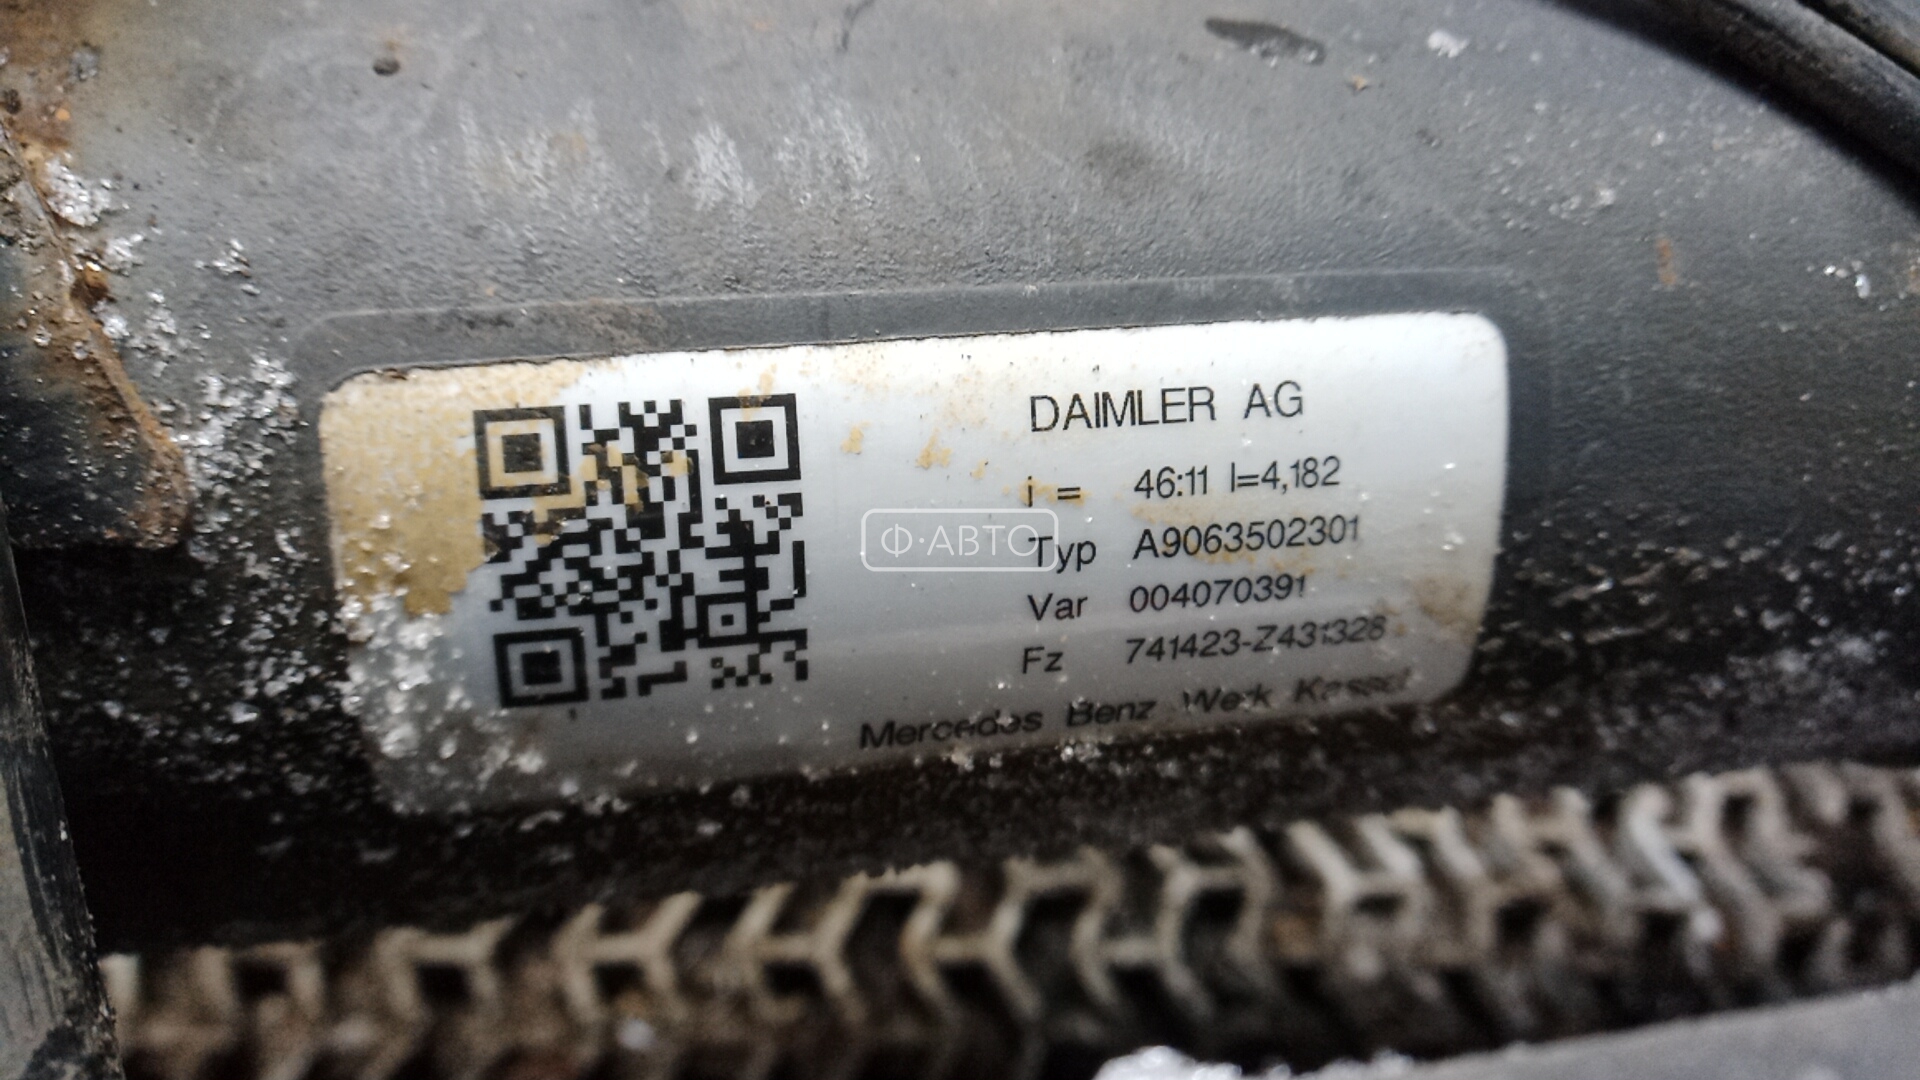 DAIMLER AG
i = 46:11 I=4,182
Typ A9063502301
Var 004070391
Fz 741423-Z431328
Mercedes Benz Werk Kassel
Ф·АВТО